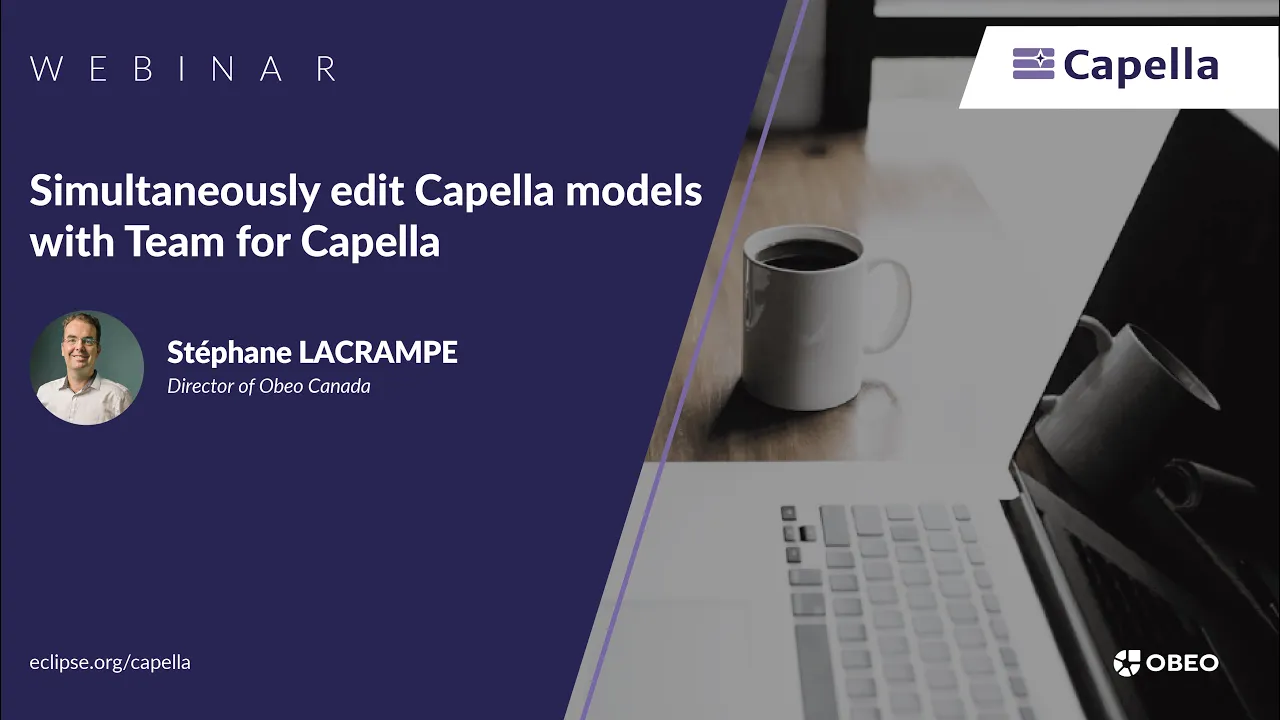 WEBINAR
Capella
Simultaneously edit Capella models
with Team for Capella
Stéphane LACRAMPE
Director of Obeo Canada
eclipse.org/capella
OBEO